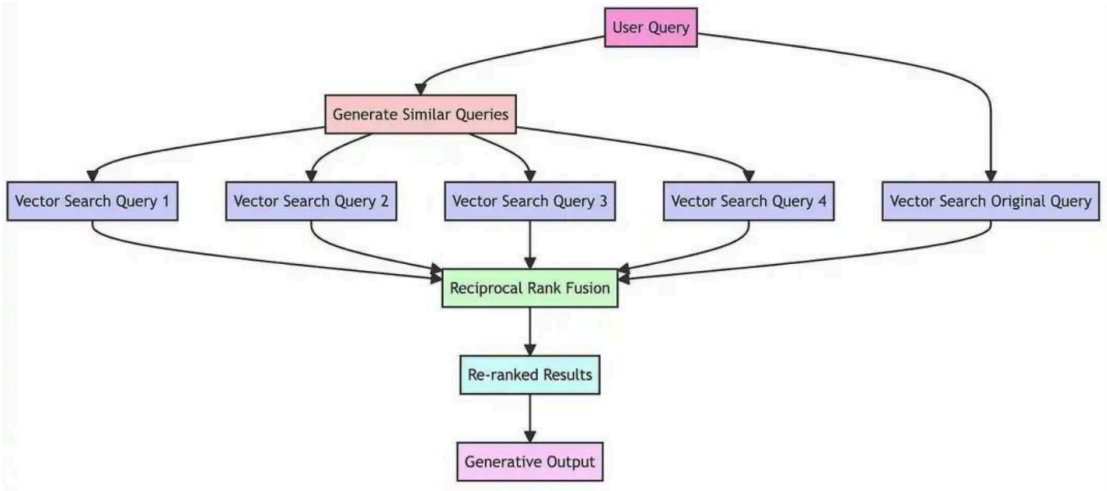 User Query
Generate Similar Queries
Vector Search Query 1
Vector Search Query 2
Vector Search Query 3
Vector Search Query 4
Vector Search Original Query
Reciprocal Rank Fusion
Re-ranked Results
Generative Output